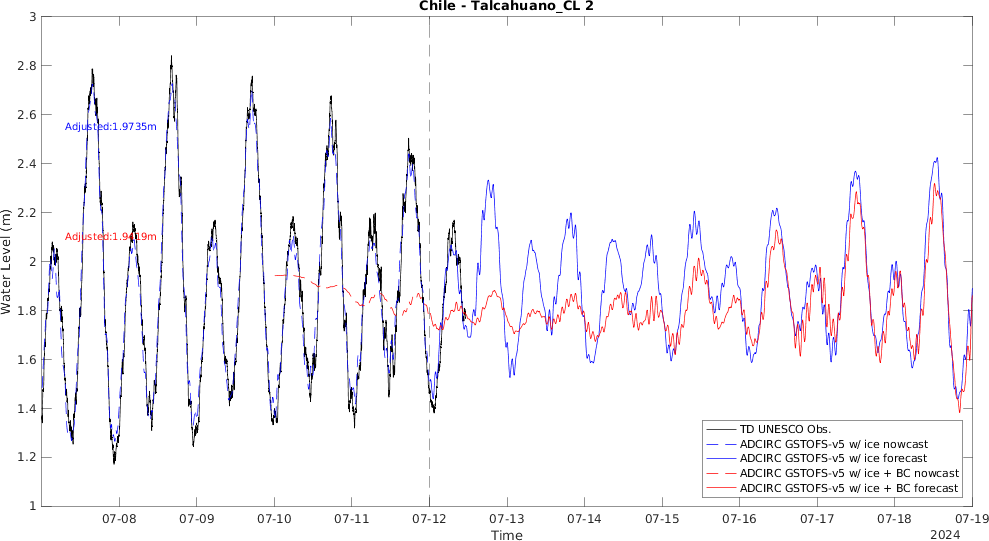 Chile - Talcahuano_CL 2
3
2.8
2.6
2.4
2.2
2
1.8
1.6
1.4
1.2
1
Water Level (m)
Adjusted:1.9735m
Adjusted:1.9419m
TD UNESCO Obs.
ADCIRC GSTOFS-v5 w/ ice nowcast
ADCIRC GSTOFS-v5 w/ ice forecast
ADCIRC GSTOFS-v5 w/ ice + BC nowcast
ADCIRC GSTOFS-v5 w/ ice + BC forecast
07-08 07-09 07-10 07-11 07-12 07-13 07-14 07-15 07-16 07-17 07-18 07-19
Time
2024